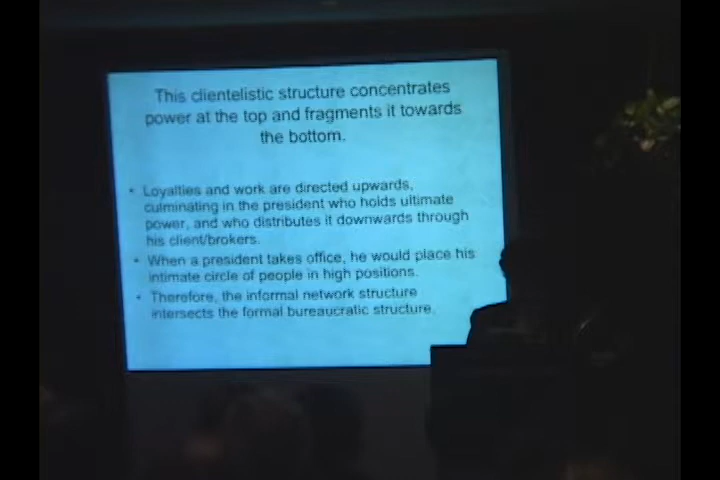 This clientelistic structure concentrates
power at the top and fragments it towards
the bottom.
• Loyalties and work are directed upwards,
culminating in the president who holds ultimate
power, and who distributes it downwards through
his client/brokers.
• When a president takes office, he would place his
intimate circle of people in high positions.
• Therefore, the informal network structure
intersects the formal bureaucratic structure.